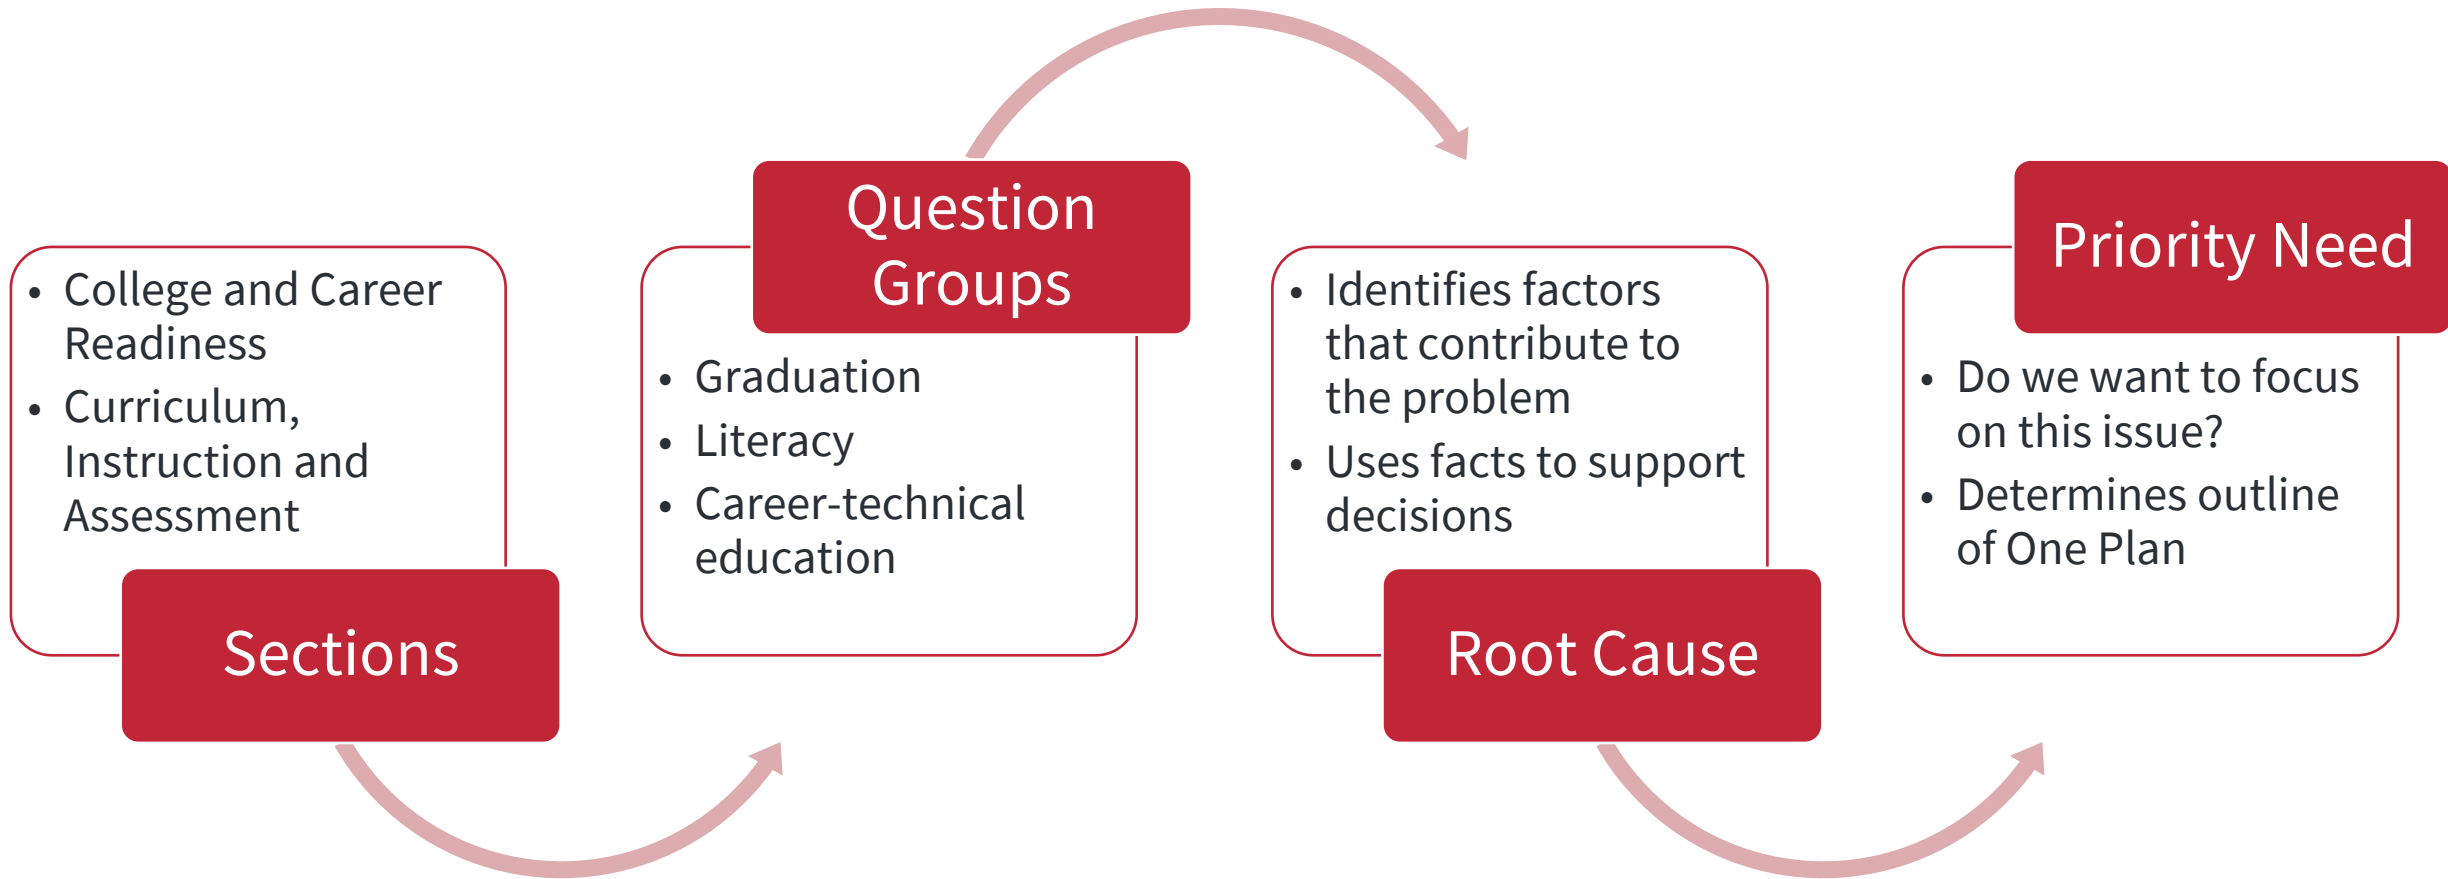 • College and Career
Readiness
• Curriculum,
Instruction and
Assessment
Sections
Question
Groups
• Graduation
• Literacy
• Career-technical
education
• Identifies factors
that contribute to
the problem
• Uses facts to support
decisions
Root Cause
Priority Need
• Do we want to focus
on this issue?
• Determines outline
of One Plan